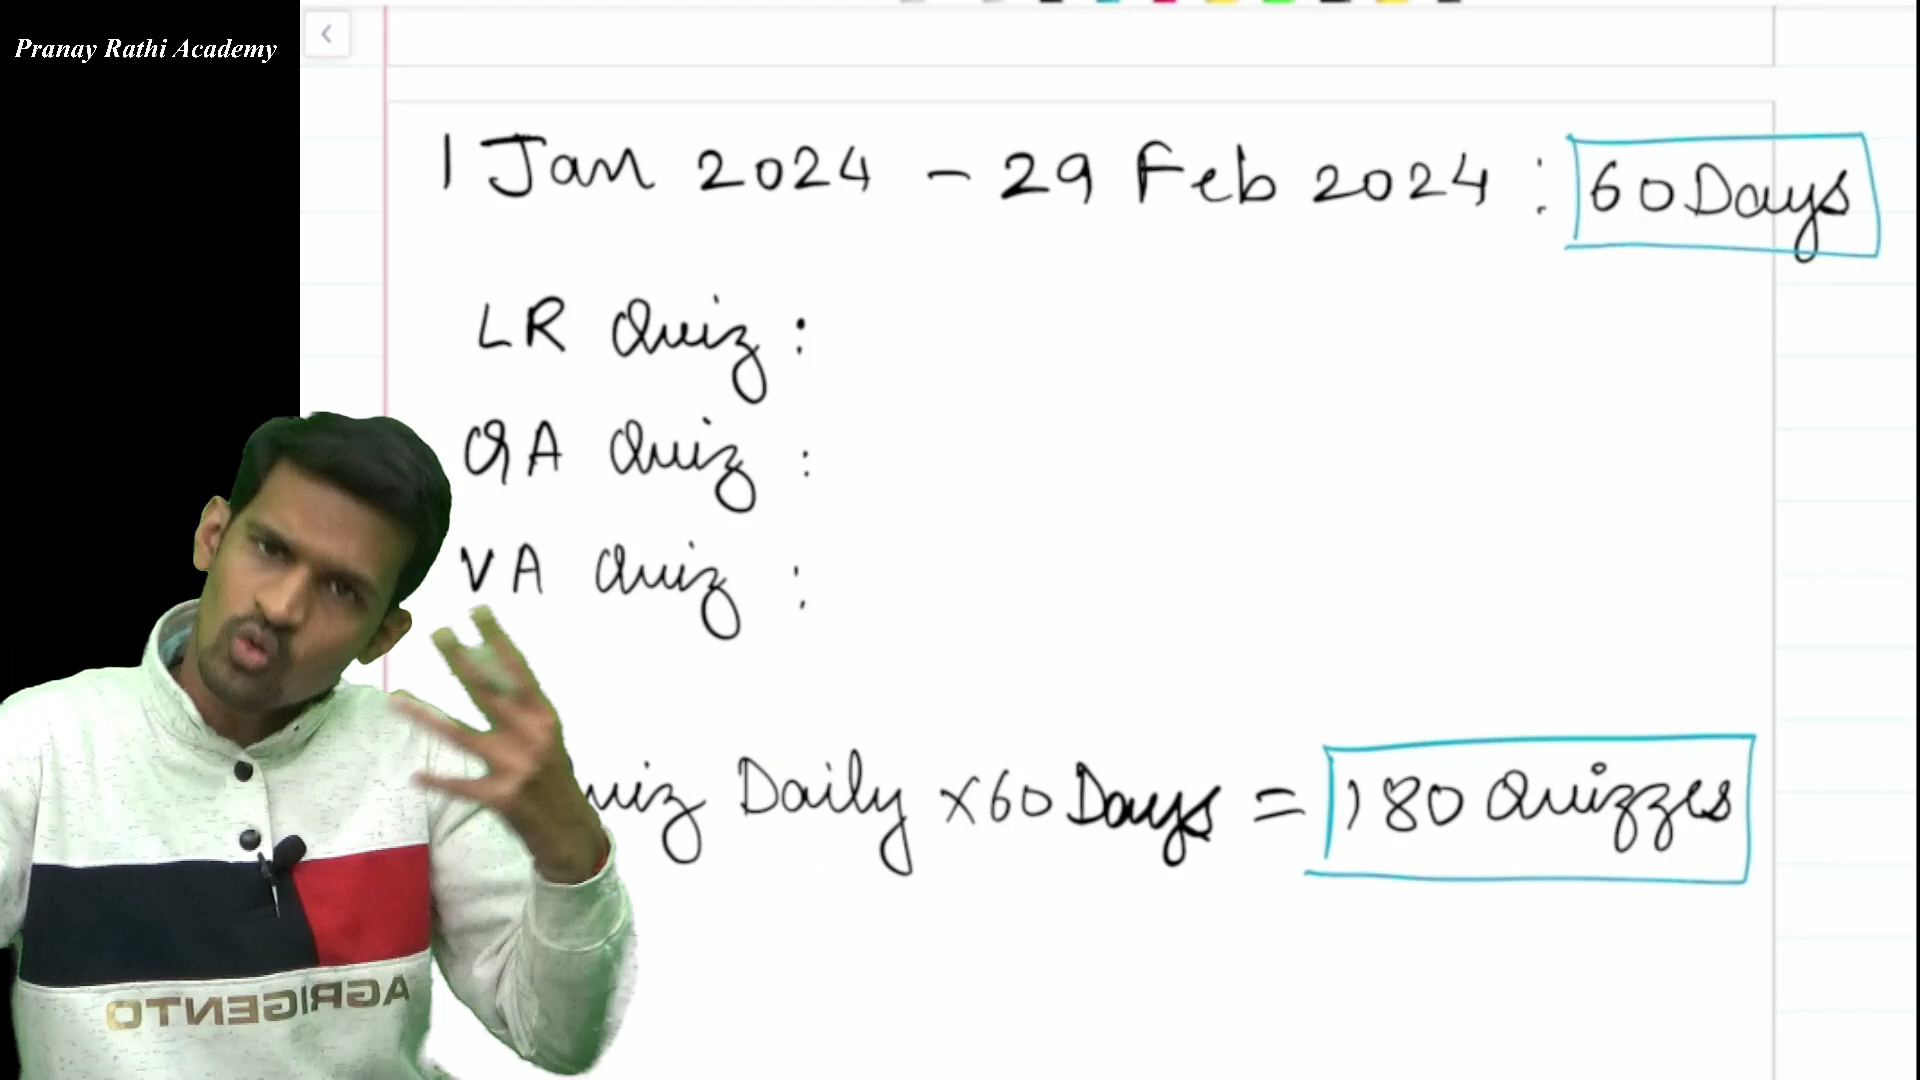 Pranay Rathi Academy
1 Jan 2024 - 29 Feb 2024 : 60 Days
LR Quiz :
QA Quiz :
VA Quiz :
Daily x 60 Days = 180 Quizzes
AGRIGENTO